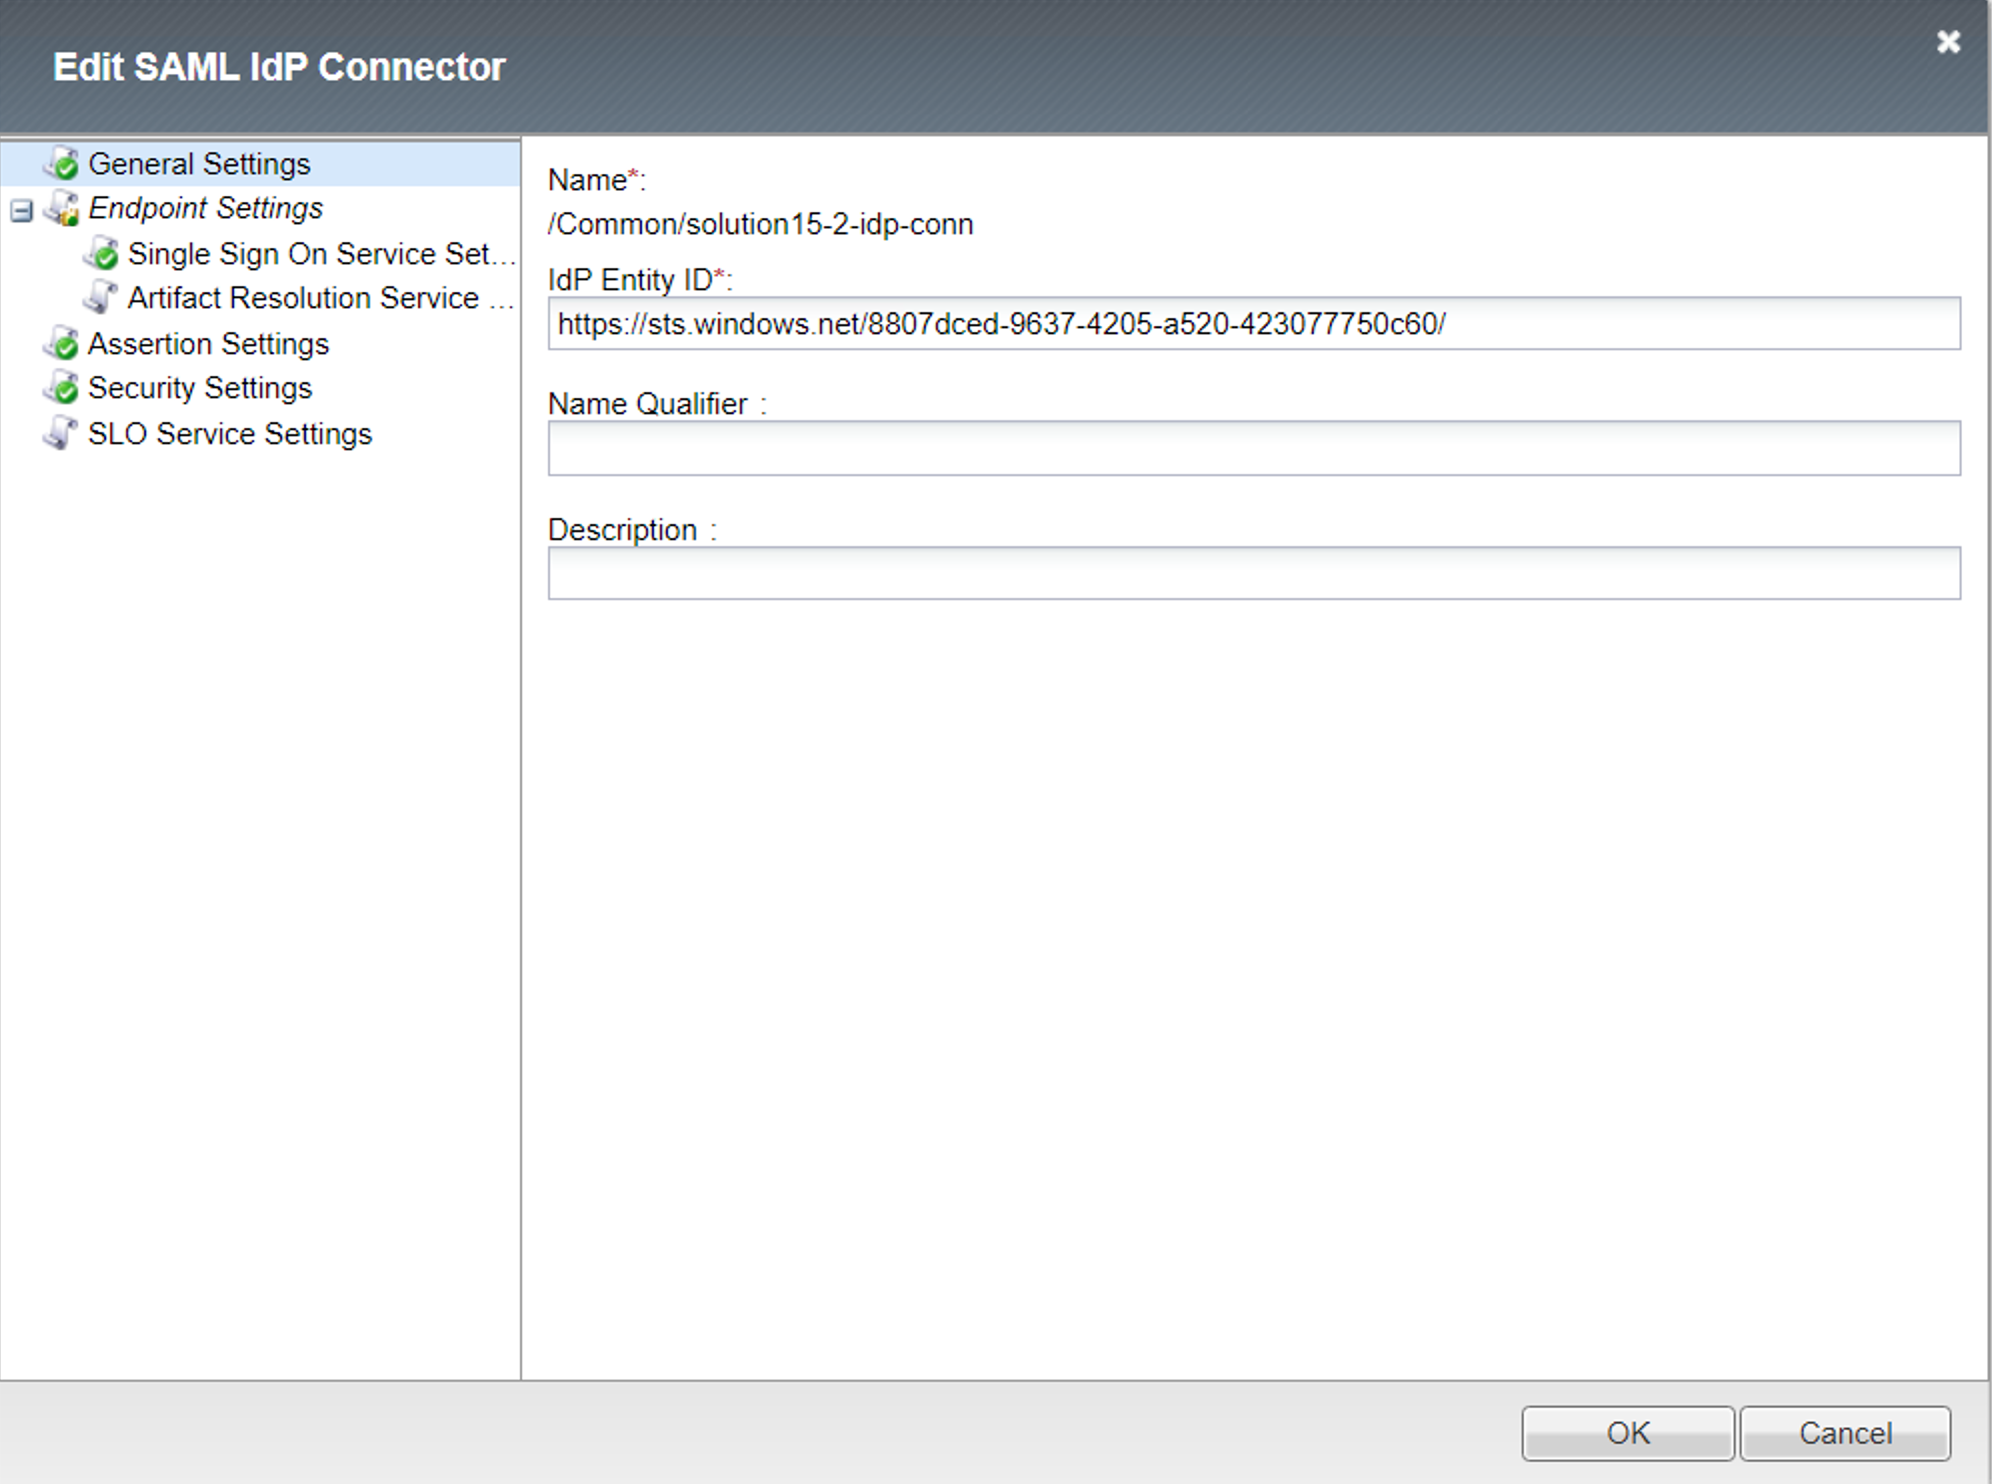 Edit SAML IdP Connector
General Settings
Endpoint Settings
Single Sign On Service Set...
Artifact Resolution Service ...
Assertion Settings
Security Settings
SLO Service Settings
Name*:
/Common/solution15-2-idp-conn
IdP Entity ID*:
https://sts.windows.net/8807dced-9637-4205-a520-423077750c60/
Name Qualifier :
Description :
OK
Cancel